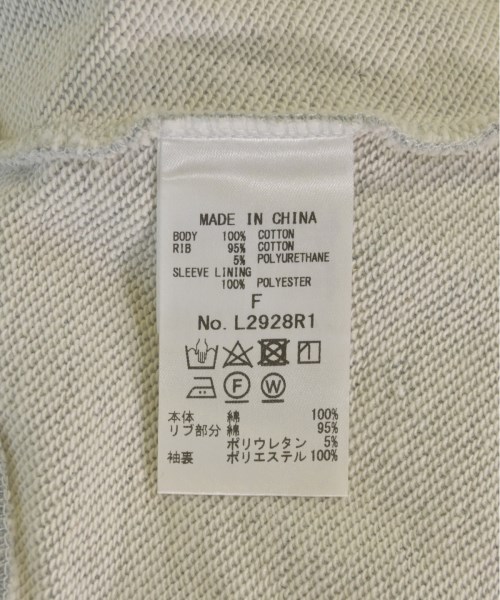 MADE IN CHINA
BODY 100% COTTON
RIB 95% COTTON
5% POLYURETHANE
SLEEVE LINING
100% POLYESTER
F
No. L2928R1
F W
本体 綿 100%
リブ部分 綿 95%
ポリウレタン 5%
袖裏 ポリエステル 100%